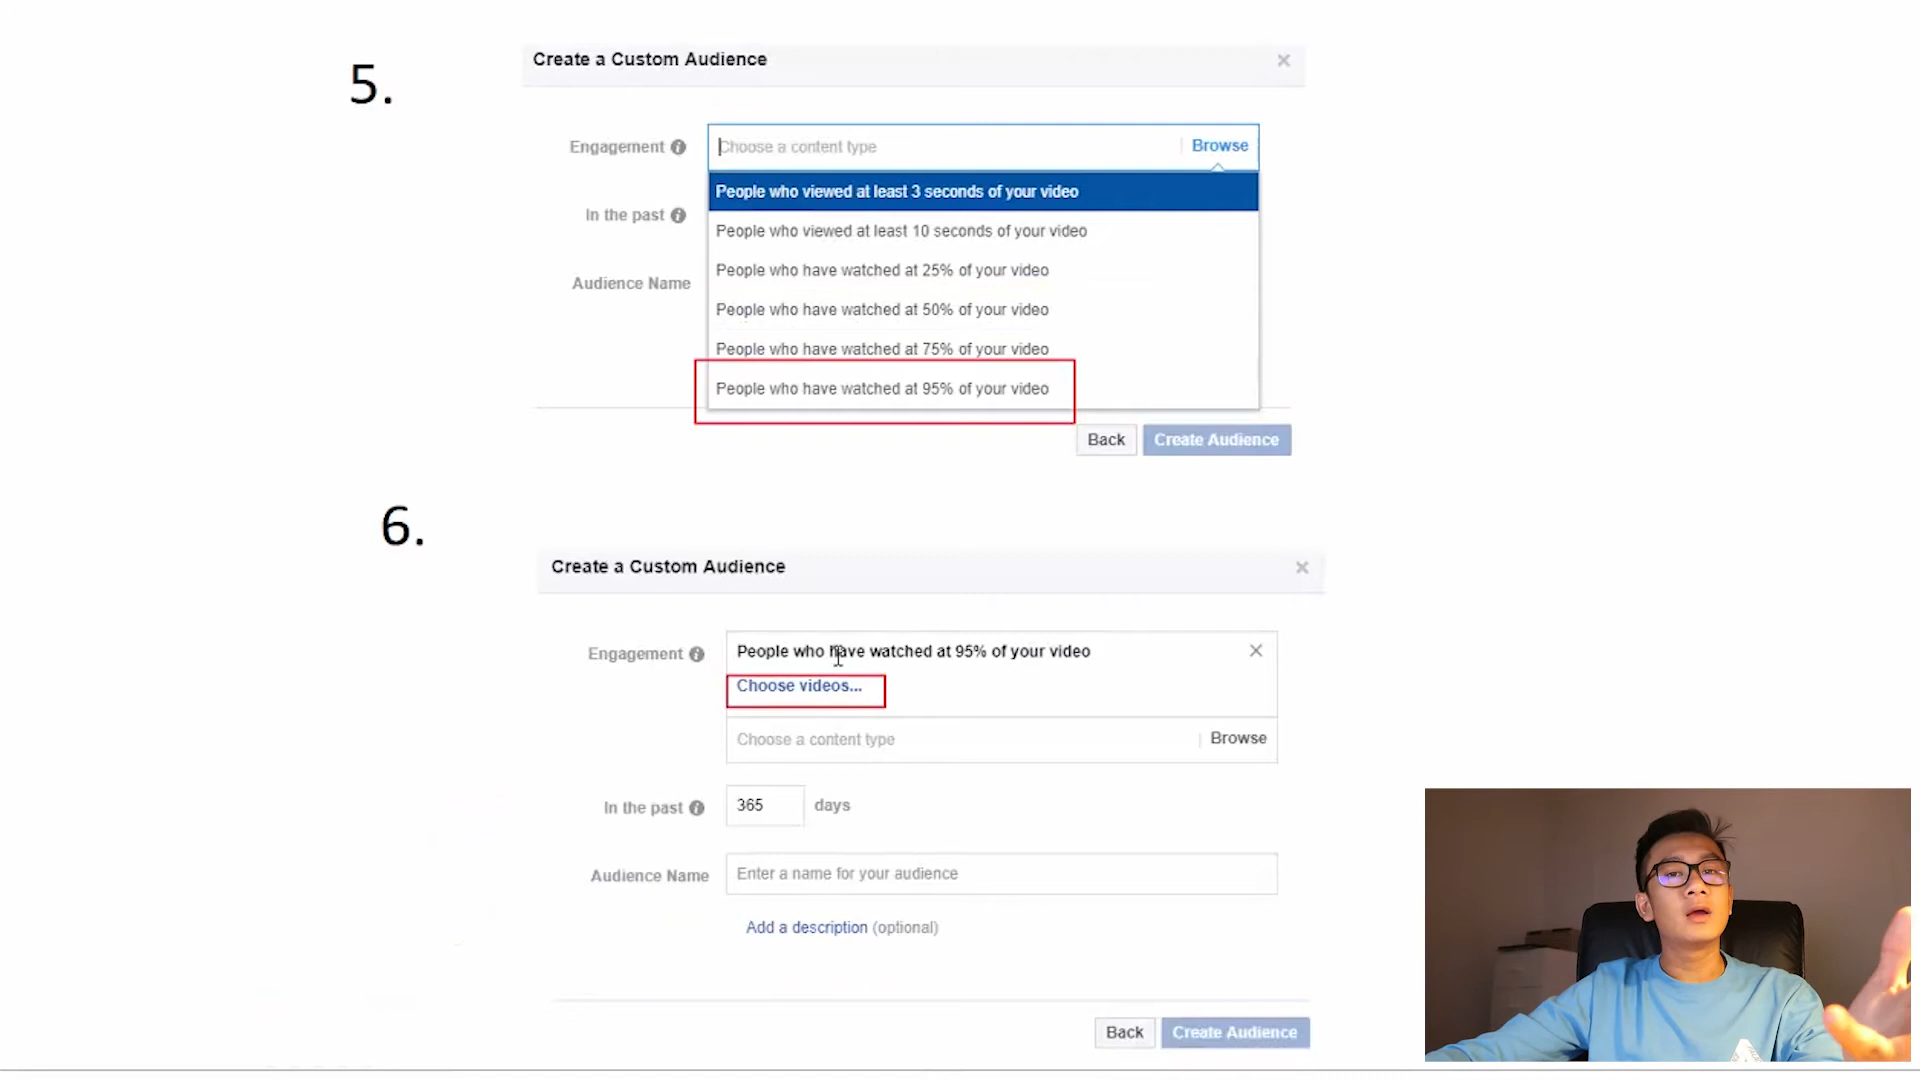 5.
Create a Custom Audience
Engagement
Choose a content type
Browse
People who viewed at least 3 seconds of your video
In the past
People who viewed at least 10 seconds of your video
People who have watched at 25% of your video
Audience Name
People who have watched at 50% of your video
People who have watched at 75% of your video
People who have watched at 95% of your video
Back
Create Audience
6.
Create a Custom Audience
Engagement
People who have watched at 95% of your video
Choose videos...
Choose a content type
Browse
In the past
365
days
Audience Name
Enter a name for your audience
Add a description (optional)
Back
Create Audience